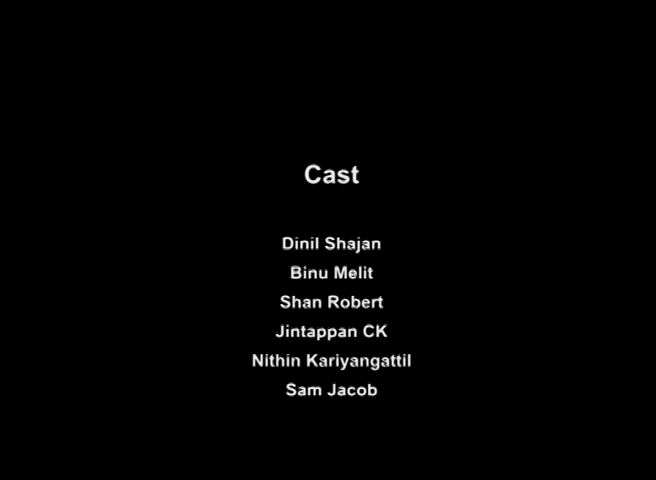 Cast
Dinil Shajan
Binu Melit
Shan Robert
Jintappan CK
Nithin Kariyangattil
Sam Jacob